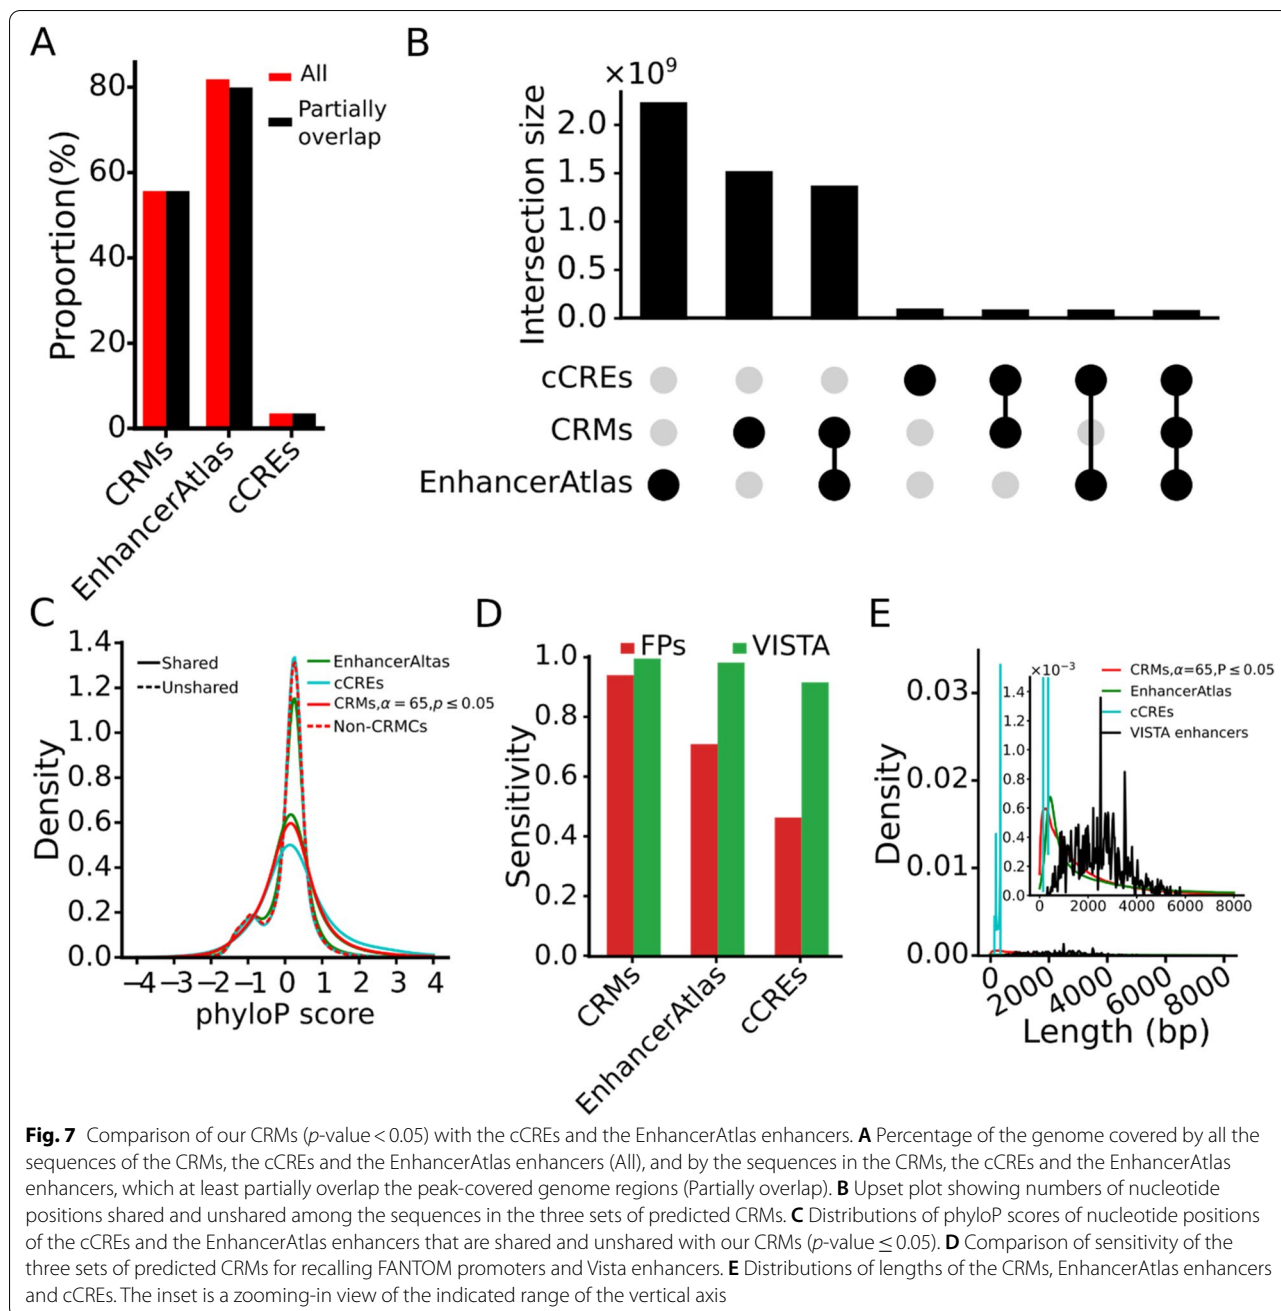 A
All
Partially
overlap
Proportion(%)
80
60
40
20
0
CRMs
EnhancerAtlas
cCREs
B
×10⁹
Intersection size
2.0
1.5
1.0
0.5
0.0
cCREs
CRMs
EnhancerAtlas
C
Density
1.4
1.2
1.0
0.8
0.6
0.4
0.2
0.0
Shared
Unshared
EnhancerAltas
cCREs
CRMs,α = 65,p ≤ 0.05
Non-CRMCs
−4 −3 −2 −1 0 1 2 3 4
phyloP score
D
FPs
VISTA
Sensitivity
1.0
0.8
0.6
0.4
0.2
0.0
CRMs
EnhancerAtlas
cCREs
E
Density
0.03
0.02
0.01
0.00
×10⁻³
1.4
1.2
1.0
0.8
0.6
0.4
0.2
0.0
0 2000 4000 6000 8000
CRMs,α=65,P ≤ 0.05
EnhancerAtlas
cCREs
VISTA enhancers
0 2000 4000 6000 8000
Length (bp)
Fig. 7 Comparison of our CRMs (p-value < 0.05) with the cCREs and the EnhancerAtlas enhancers. A Percentage of the genome covered by all the
sequences of the CRMs, the cCREs and the EnhancerAtlas enhancers (All), and by the sequences in the CRMs, the cCREs and the EnhancerAtlas
enhancers, which at least partially overlap the peak-covered genome regions (Partially overlap). B Upset plot showing numbers of nucleotide
positions shared and unshared among the sequences in the three sets of predicted CRMs. C Distributions of phyloP scores of nucleotide positions
of the cCREs and the EnhancerAtlas enhancers that are shared and unshared with our CRMs (p-value ≤ 0.05). D Comparison of sensitivity of the
three sets of predicted CRMs for recalling FANTOM promoters and Vista enhancers. E Distributions of lengths of the CRMs, EnhancerAtlas enhancers
and cCREs. The inset is a zooming-in view of the indicated range of the vertical axis